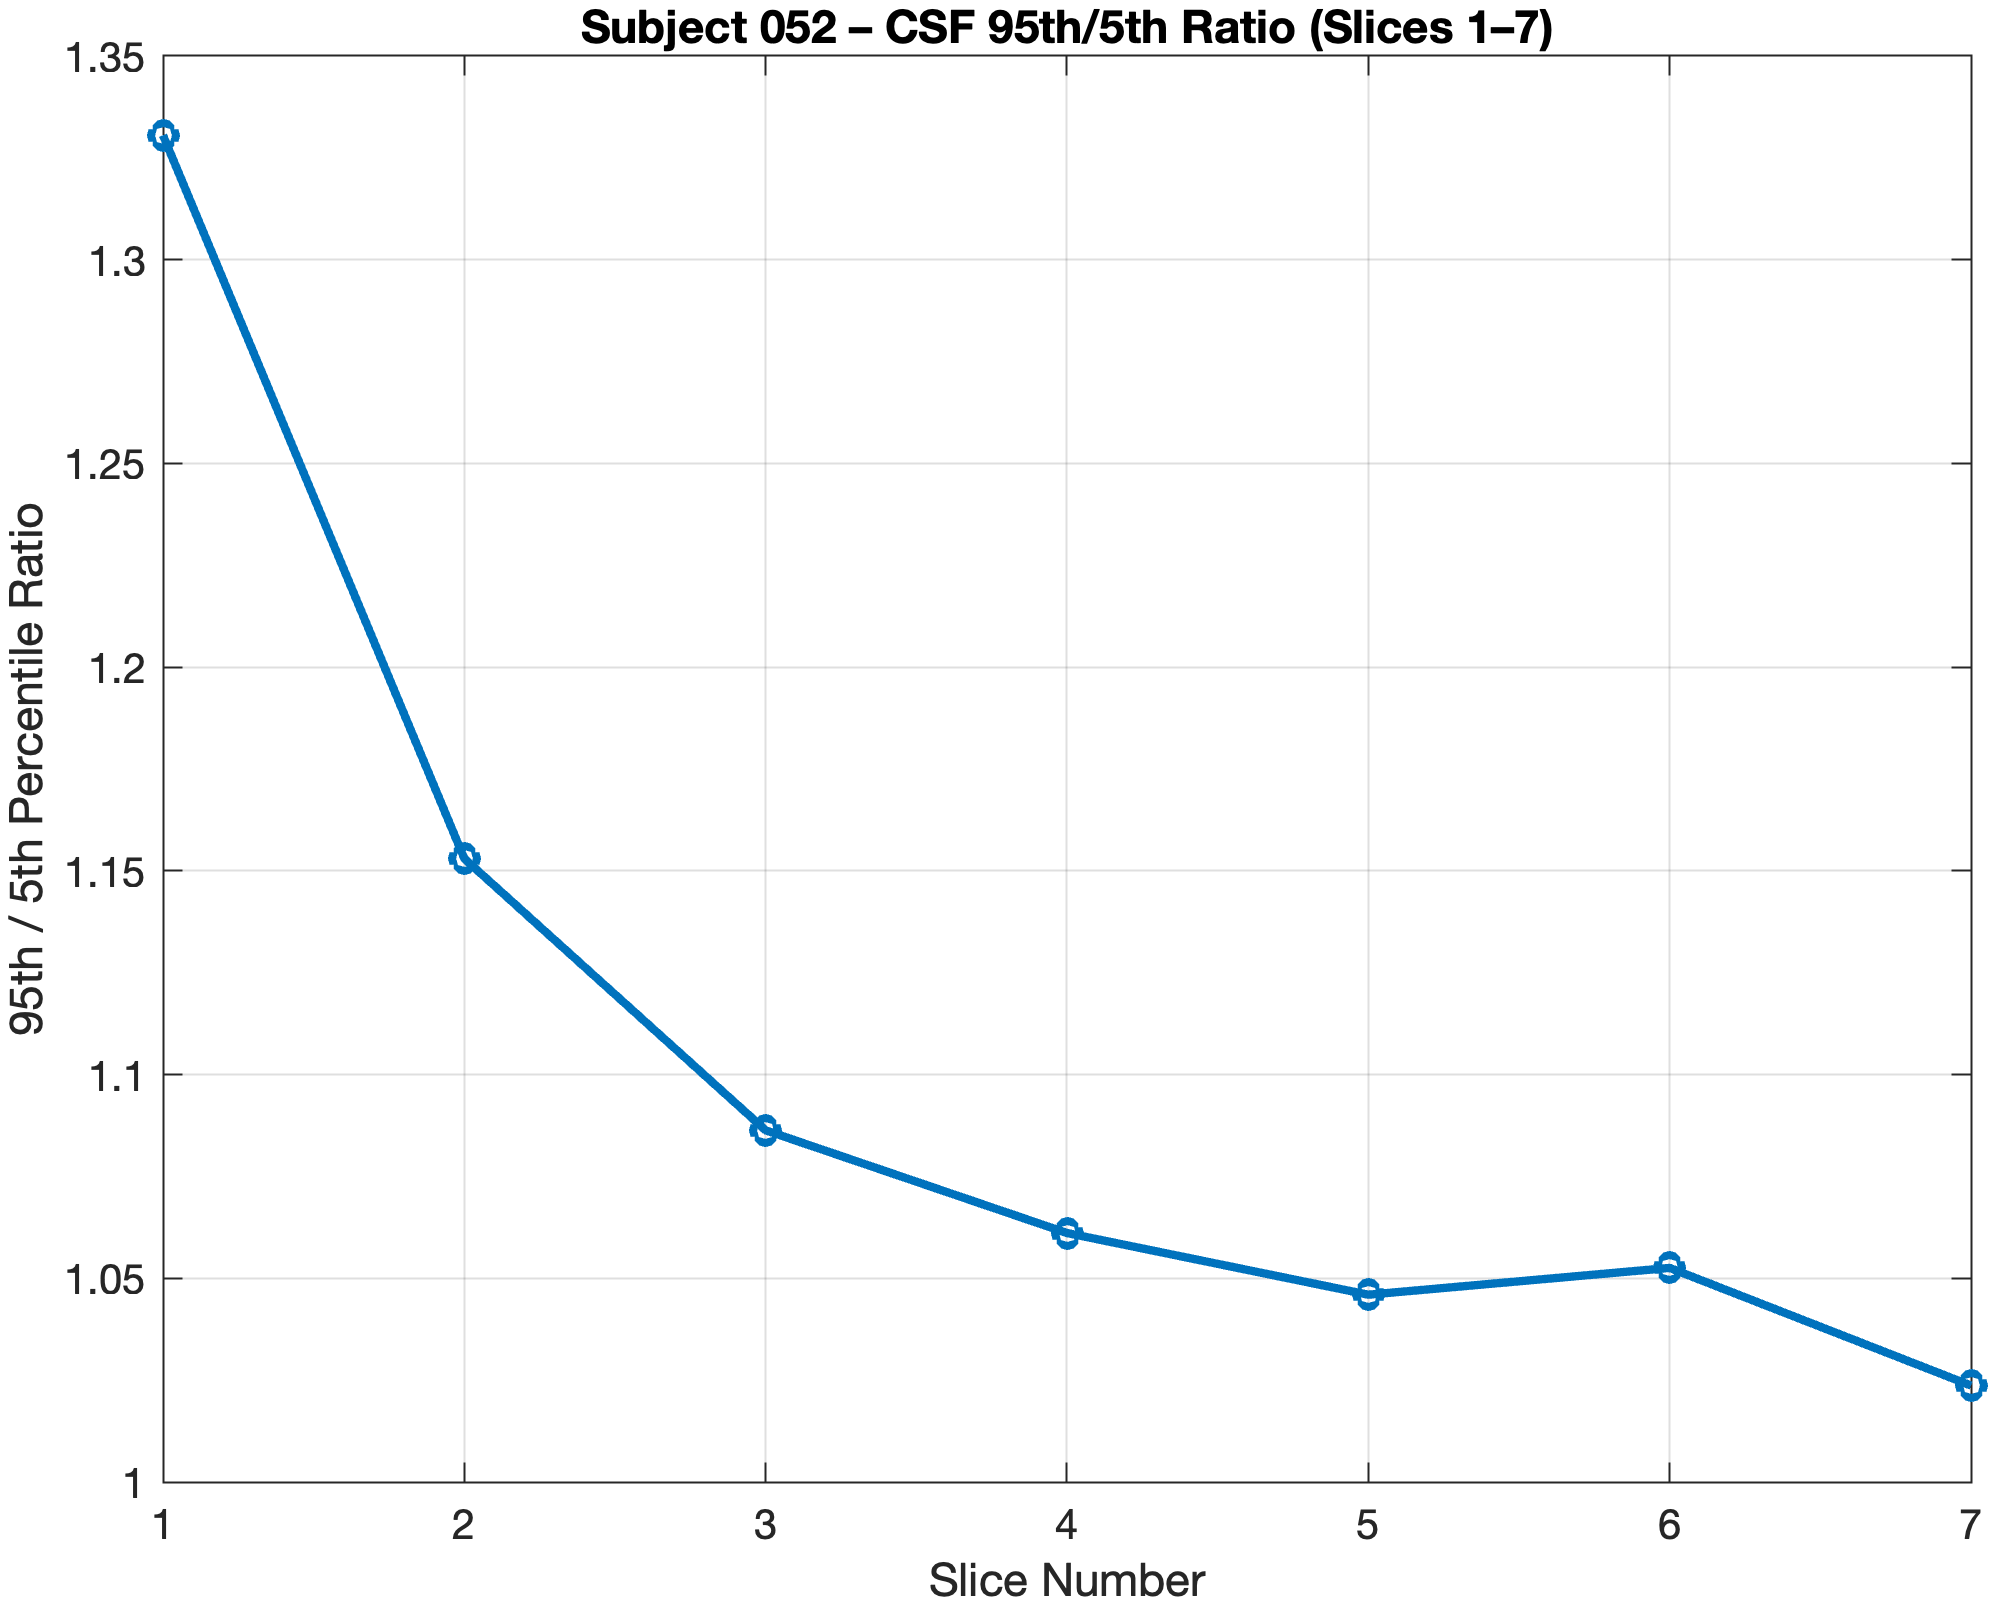 Subject 052 – CSF 95th/5th Ratio (Slices 1–7)
95th / 5th Percentile Ratio
1.35
1.3
1.25
1.2
1.15
1.1
1.05
1
1 2 3 4 5 6 7
Slice Number